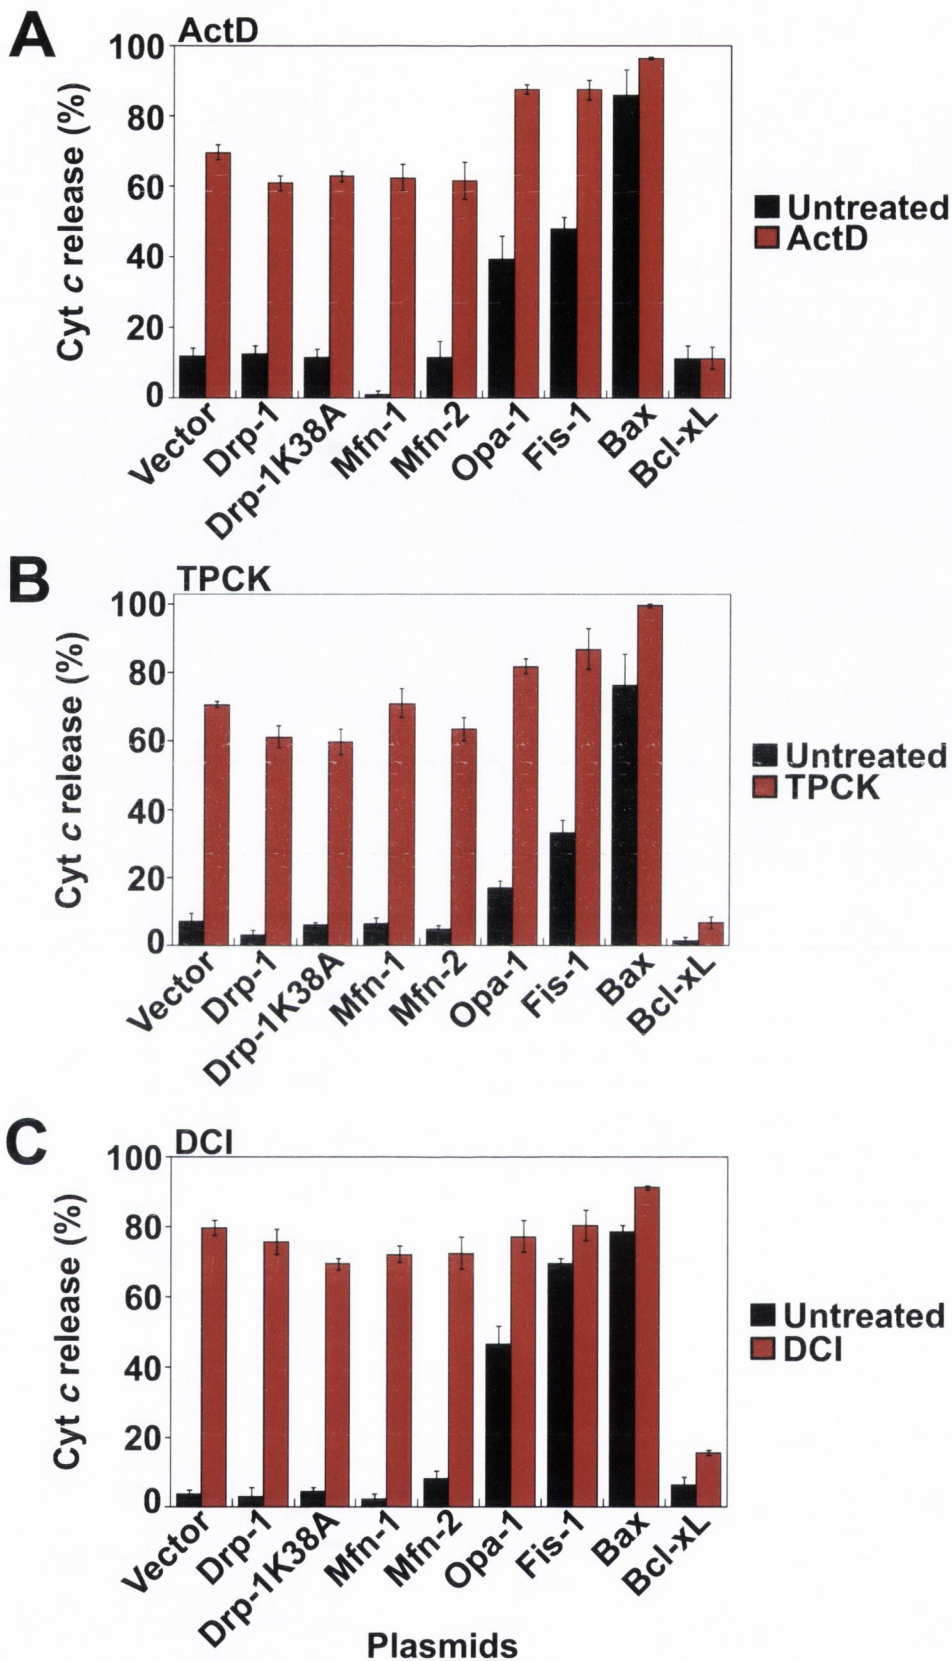 A
ActD
Cyt c release (%)
100
80
60
40
20
0
Vector
Drp-1
Drp-1K38A
Mfn-1
Mfn-2
Opa-1
Fis-1
Bax
Bcl-xL
Untreated
ActD
B
TPCK
Cyt c release (%)
100
80
60
40
20
0
Vector
Drp-1
Drp-1K38A
Mfn-1
Mfn-2
Opa-1
Fis-1
Bax
Bcl-xL
Untreated
TPCK
C
DCI
Cyt c release (%)
100
80
60
40
20
0
Vector
Drp-1
Drp-1K38A
Mfn-1
Mfn-2
Opa-1
Fis-1
Bax
Bcl-xL
Untreated
DCI
Plasmids